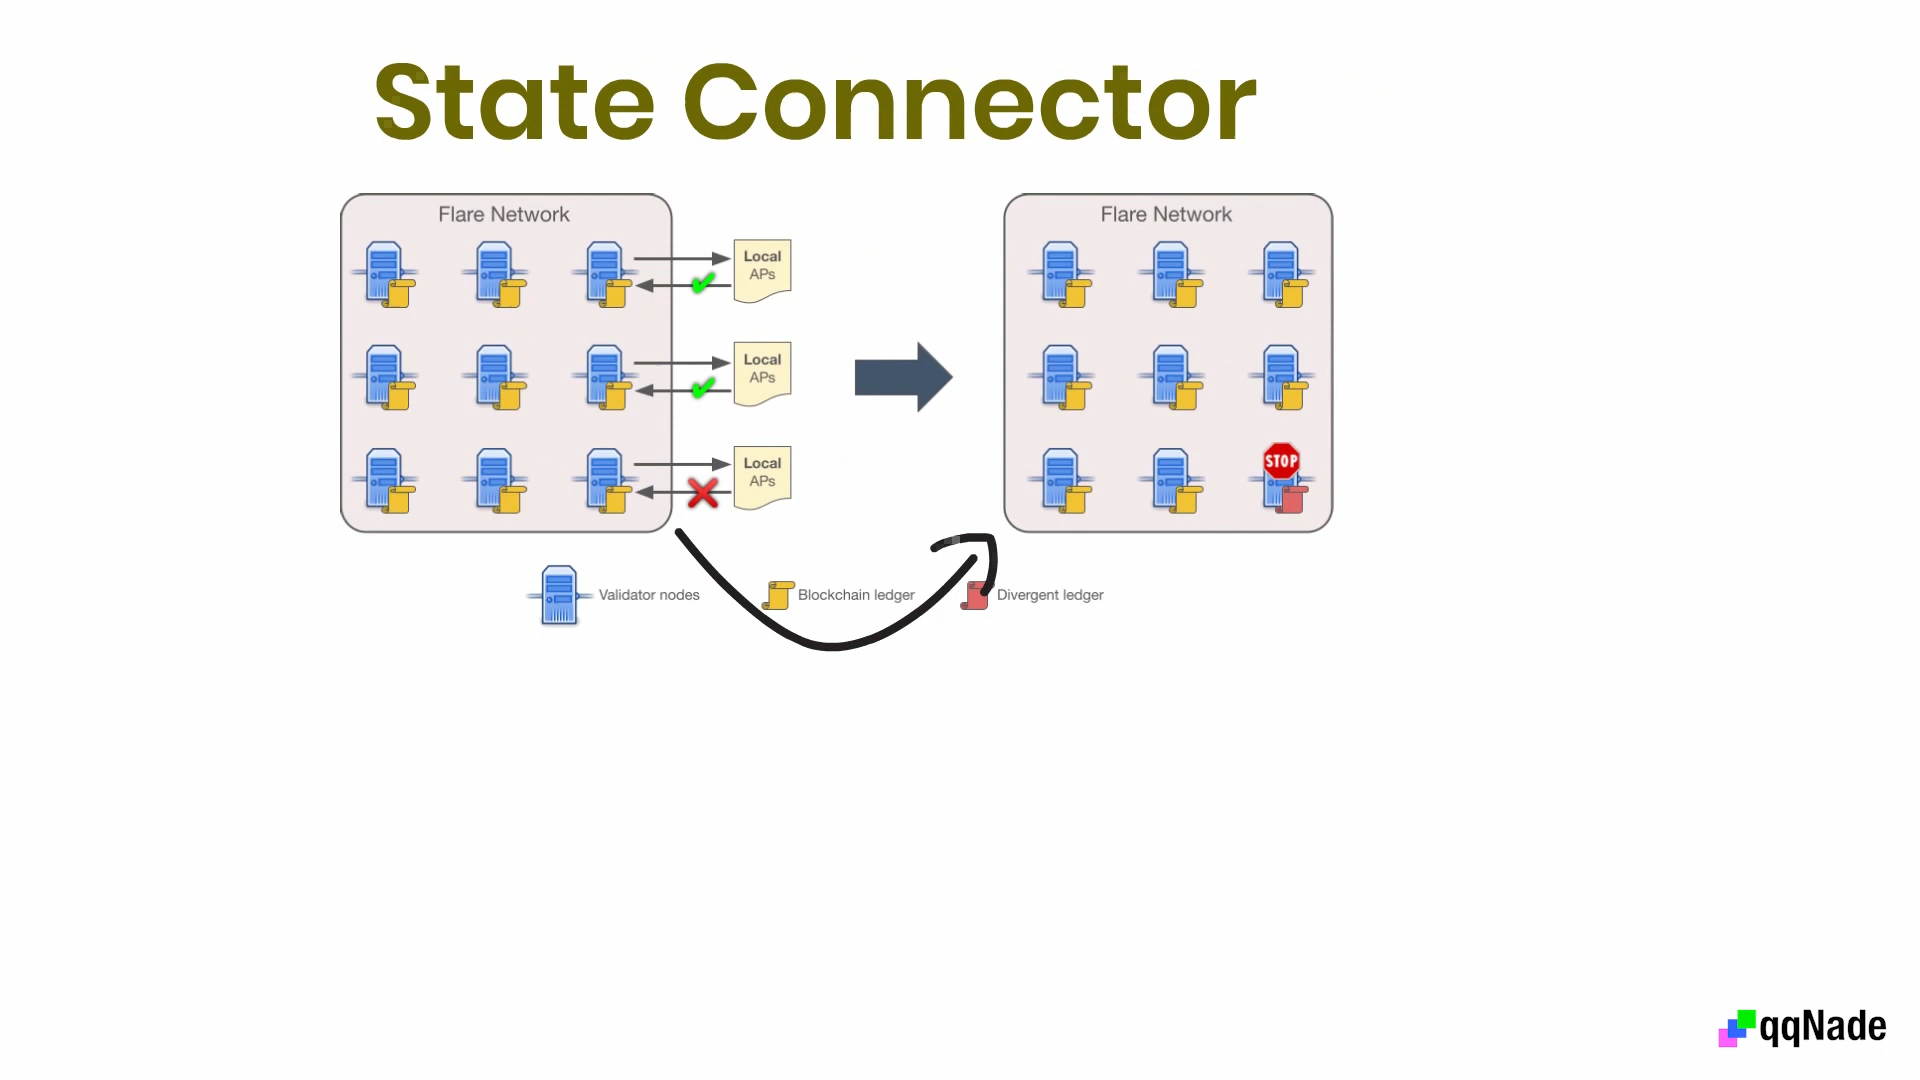 State Connector
Flare Network
Local
APs
Local
APs
Local
APs
Flare Network
STOP
Validator nodes
Blockchain ledger
Divergent ledger
qqNade